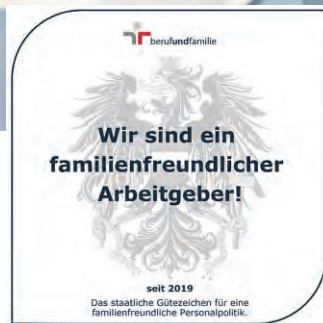 berufundfamilie
Wir sind ein
familienfreundlicher
Arbeitgeber!
seit 2019
Das staatliche Gütezeichen für eine
familienfreundliche Personalpolitik.